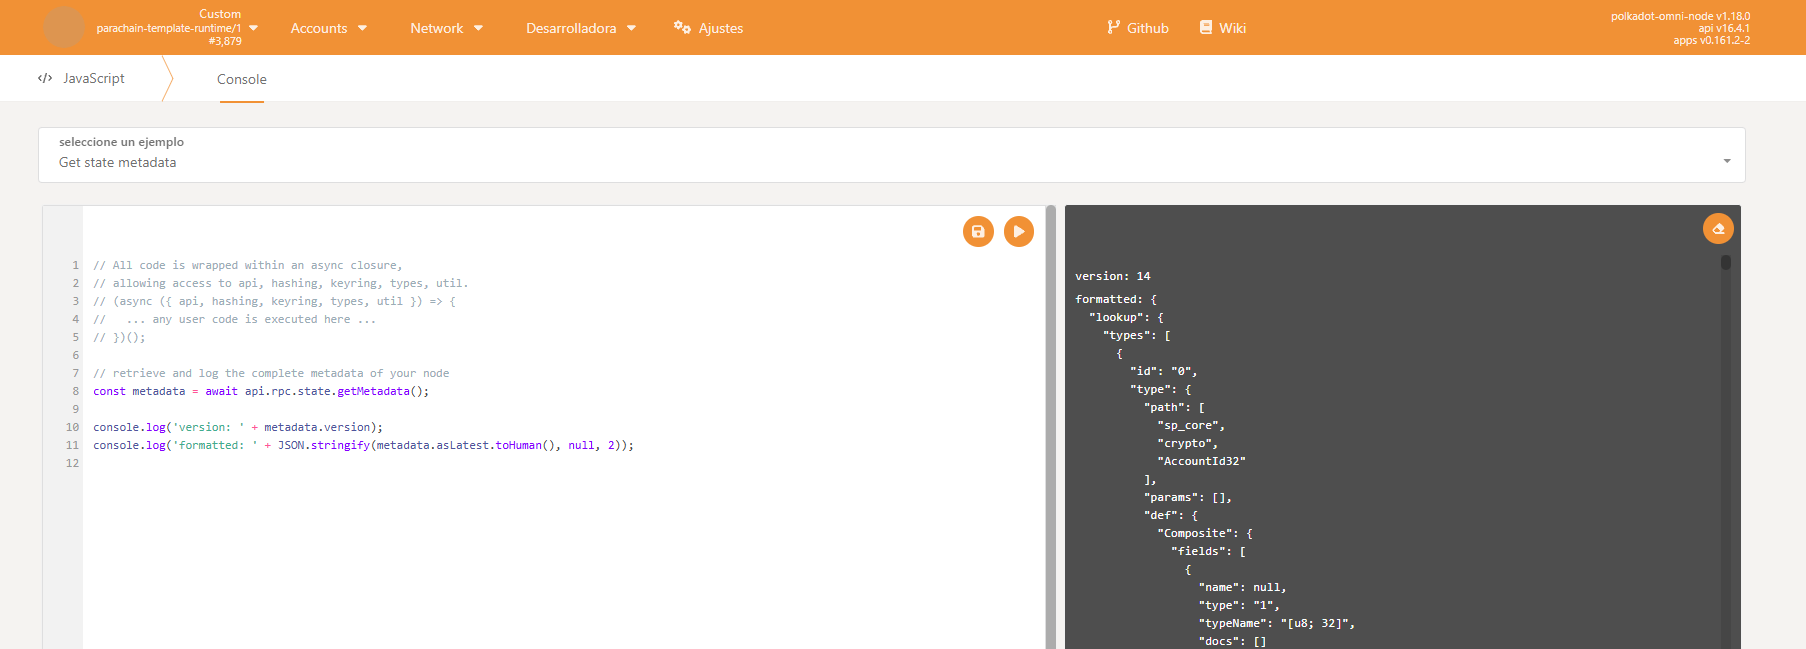 Custom
parachain-template-runtime/1
#3,879
Accounts
Network
Desarrolladora
Ajustes
Github
Wiki
polkadot-omni-node v1.18.0
api v16.4.1
apps v0.161.2-2
</> JavaScript
Console
seleccione un ejemplo
Get state metadata
1 // All code is wrapped within an async closure,
2 // allowing access to api, hashing, keyring, types, util.
3 // (async ({ api, hashing, keyring, types, util }) => {
4 //   ... any user code is executed here ...
5 // })();
6
7 // retrieve and log the complete metadata of your node
8 const metadata = await api.rpc.state.getMetadata();
9
10 console.log('version: ' + metadata.version);
11 console.log('formatted: ' + JSON.stringify(metadata.asLatest.toHuman(), null, 2));
12
version: 14
formatted: {
"lookup": {
"types": [
{
"id": "0",
"type": {
"path": [
"sp_core",
"crypto",
"AccountId32"
],
"params": [],
"def": {
"Composite": {
"fields": [
{
"name": null,
"type": "1",
"typeName": "[u8; 32]",
"docs": []